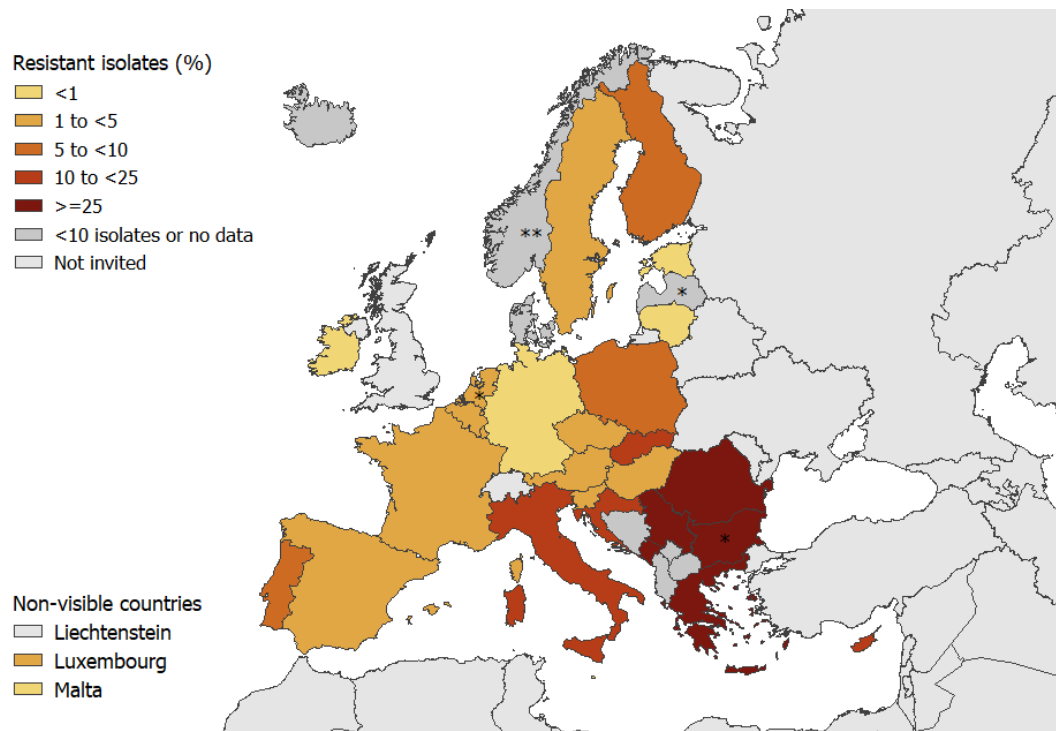 Resistant isolates (%)
<1
1 to <5
5 to <10
10 to <25
>=25
<10 isolates or no data
Not invited
**
*
*
*
Non-visible countries
Liechtenstein
Luxembourg
Malta